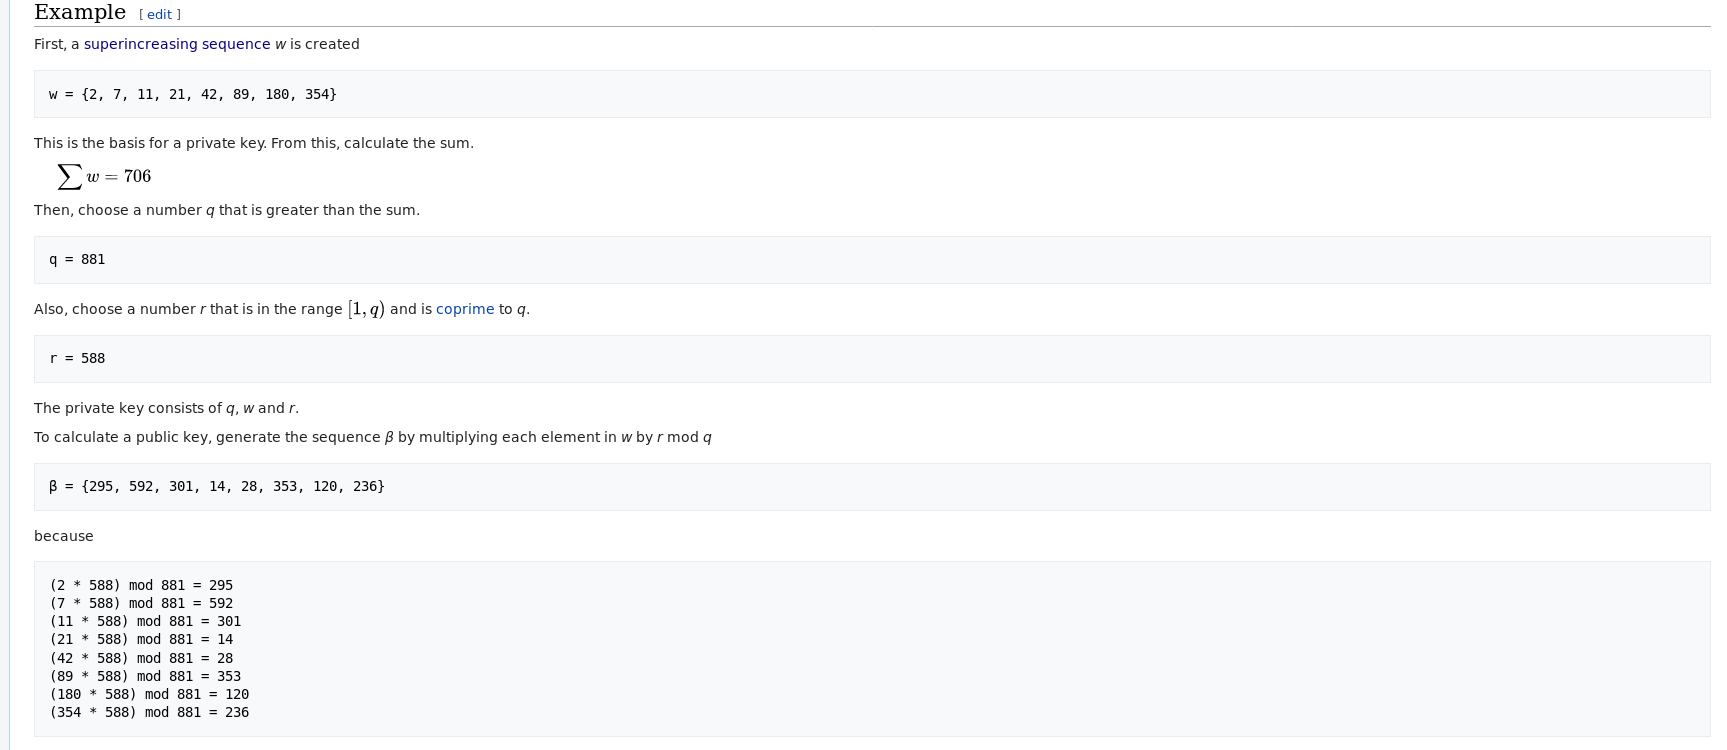 Example [ edit ]
First, a superincreasing sequence w is created
w = {2, 7, 11, 21, 42, 89, 180, 354}
This is the basis for a private key. From this, calculate the sum.
∑ w = 706
Then, choose a number q that is greater than the sum.
q = 881
Also, choose a number r that is in the range [1, q) and is coprime to q.
r = 588
The private key consists of q, w and r.
To calculate a public key, generate the sequence β by multiplying each element in w by r mod q
β = {295, 592, 301, 14, 28, 353, 120, 236}
because
(2 * 588) mod 881 = 295
(7 * 588) mod 881 = 592
(11 * 588) mod 881 = 301
(21 * 588) mod 881 = 14
(42 * 588) mod 881 = 28
(89 * 588) mod 881 = 353
(180 * 588) mod 881 = 120
(354 * 588) mod 881 = 236